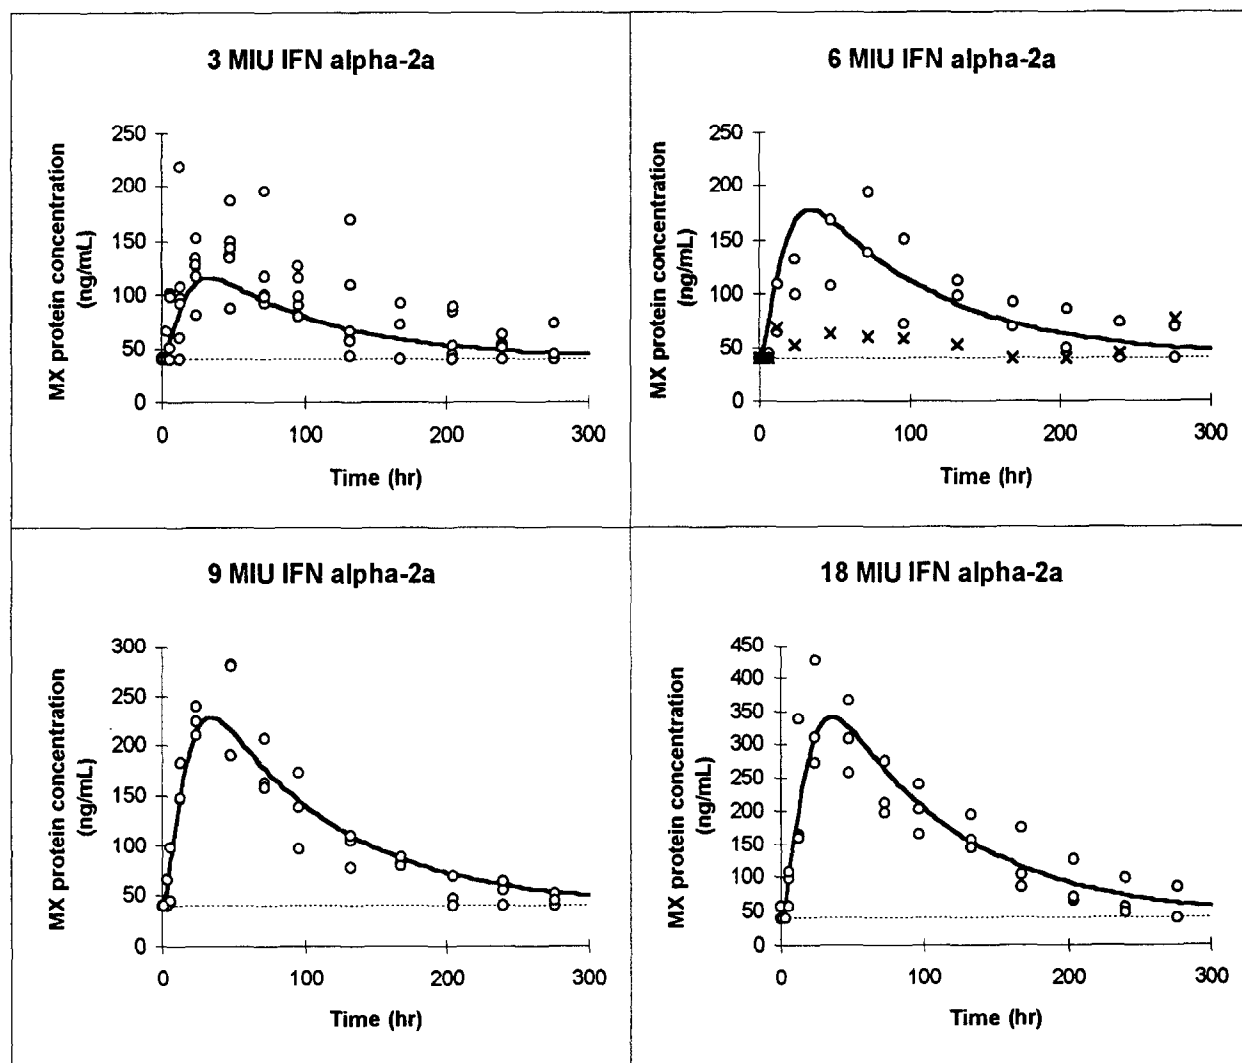 3 MIU IFN alpha-2a
MX protein concentration
(ng/mL)
250
200
150
100
50
0
0 100 200 300
Time (hr)
6 MIU IFN alpha-2a
MX protein concentration
(ng/mL)
250
200
150
100
50
0
0 100 200 300
Time (hr)
9 MIU IFN alpha-2a
MX protein concentration
(ng/mL)
300
250
200
150
100
50
0
0 100 200 300
Time (hr)
18 MIU IFN alpha-2a
MX protein concentration
(ng/mL)
450
400
350
300
250
200
150
100
50
0
0 100 200 300
Time (hr)